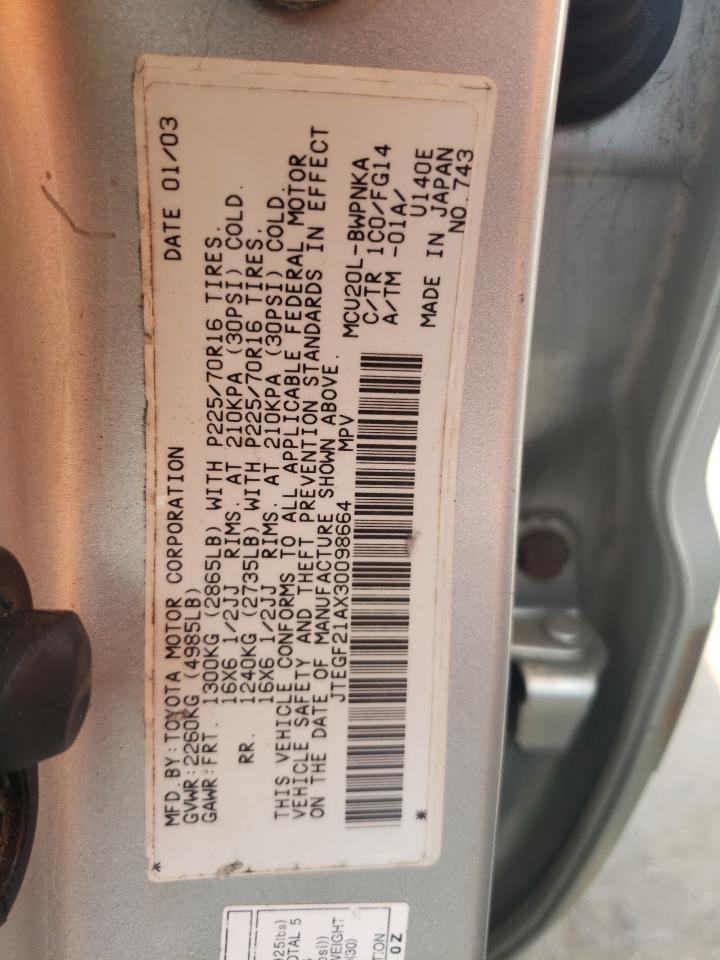 MFD.BY:TOYOTA MOTOR CORPORATION DATE 01/03
GVWR:2260KG (4985LB)
GAWR:FRT. 1300KG (2865LB) WITH P225/70R16 TIRES.
16X6 1/2JJ RIMS. AT 210KPA (30PSI) COLD.
RR. 1240KG (2735LB) WITH P225/70R16 TIRES.
16X6 1/2JJ RIMS. AT 210KPA (30PSI) COLD.
THIS VEHICLE CONFORMS TO ALL APPLICABLE FEDERAL MOTOR
VEHICLE SAFETY AND THEFT PREVENTION STANDARDS IN EFFECT
ON THE DATE OF MANUFACTURE SHOWN ABOVE.
JTEGF21AX30098664 MPV
MCU20L-BWPNKA
C/TR 1C0/FG14
A/TM -01A/ U140E
MADE IN JAPAN
NO.743
TOTAL 5